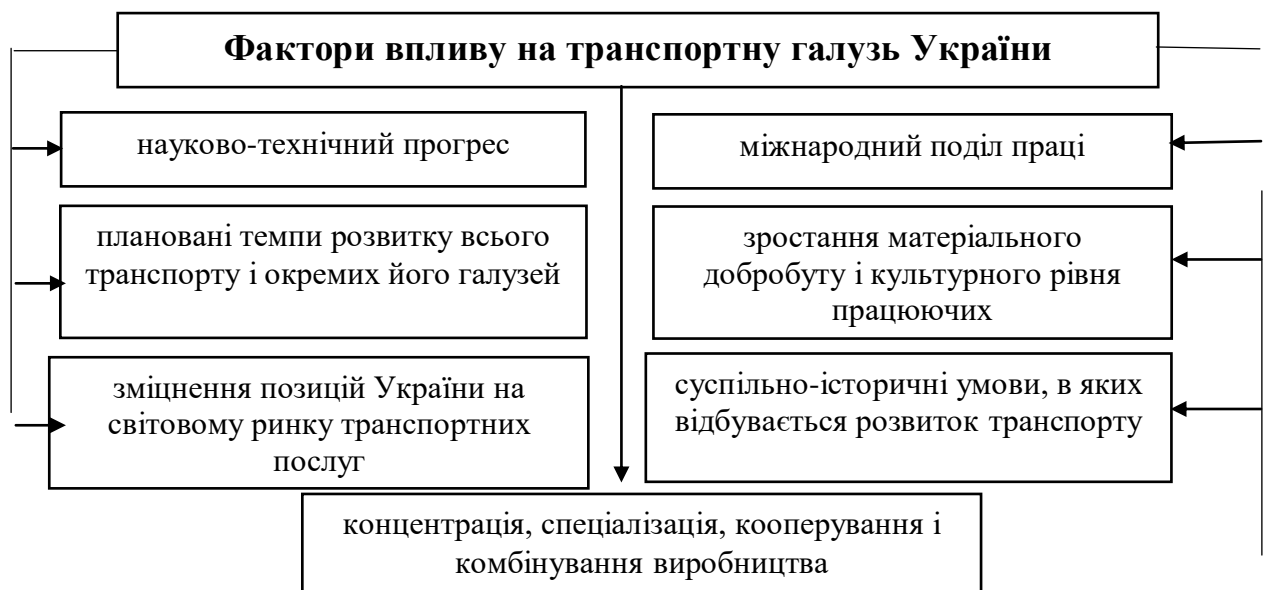 Фактори впливу на транспортну галузь України
науково-технічний прогрес
міжнародний поділ праці
плановані темпи розвитку всього
транспорту і окремих його галузей
зростання матеріального
добробуту і культурного рівня
працюючих
зміцнення позицій України на
світовому ринку транспортних
послуг
суспільно-історичні умови, в яких
відбувається розвиток транспорту
концентрація, спеціалізація, кооперування і
комбінування виробництва